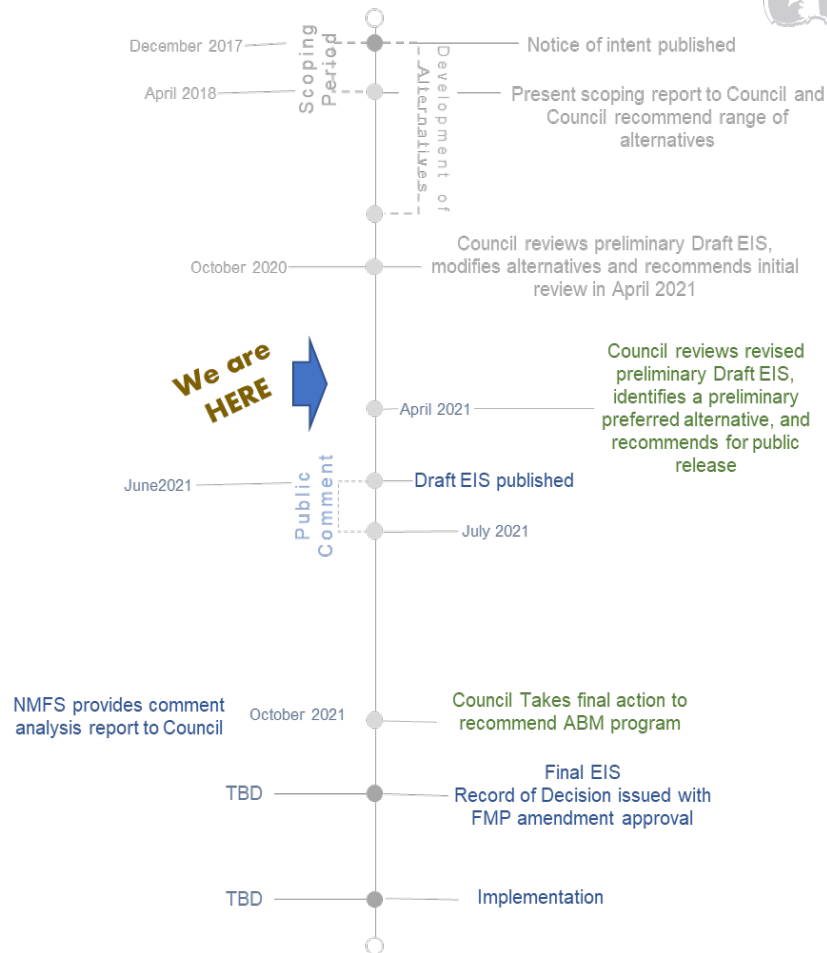 December 2017
Notice of intent published
Scoping
Period
Development of
Alternatives
April 2018
Present scoping report to Council and
Council recommend range of
alternatives
October 2020
Council reviews preliminary Draft EIS,
modifies alternatives and recommends initial
review in April 2021
We are
HERE
April 2021
Council reviews revised
preliminary Draft EIS,
identifies a preliminary
preferred alternative, and
recommends for public
release
June2021
Public
Comment
Draft EIS published
July 2021
NMFS provides comment
analysis report to Council
October 2021
Council Takes final action to
recommend ABM program
TBD
Final EIS
Record of Decision issued with
FMP amendment approval
TBD
Implementation